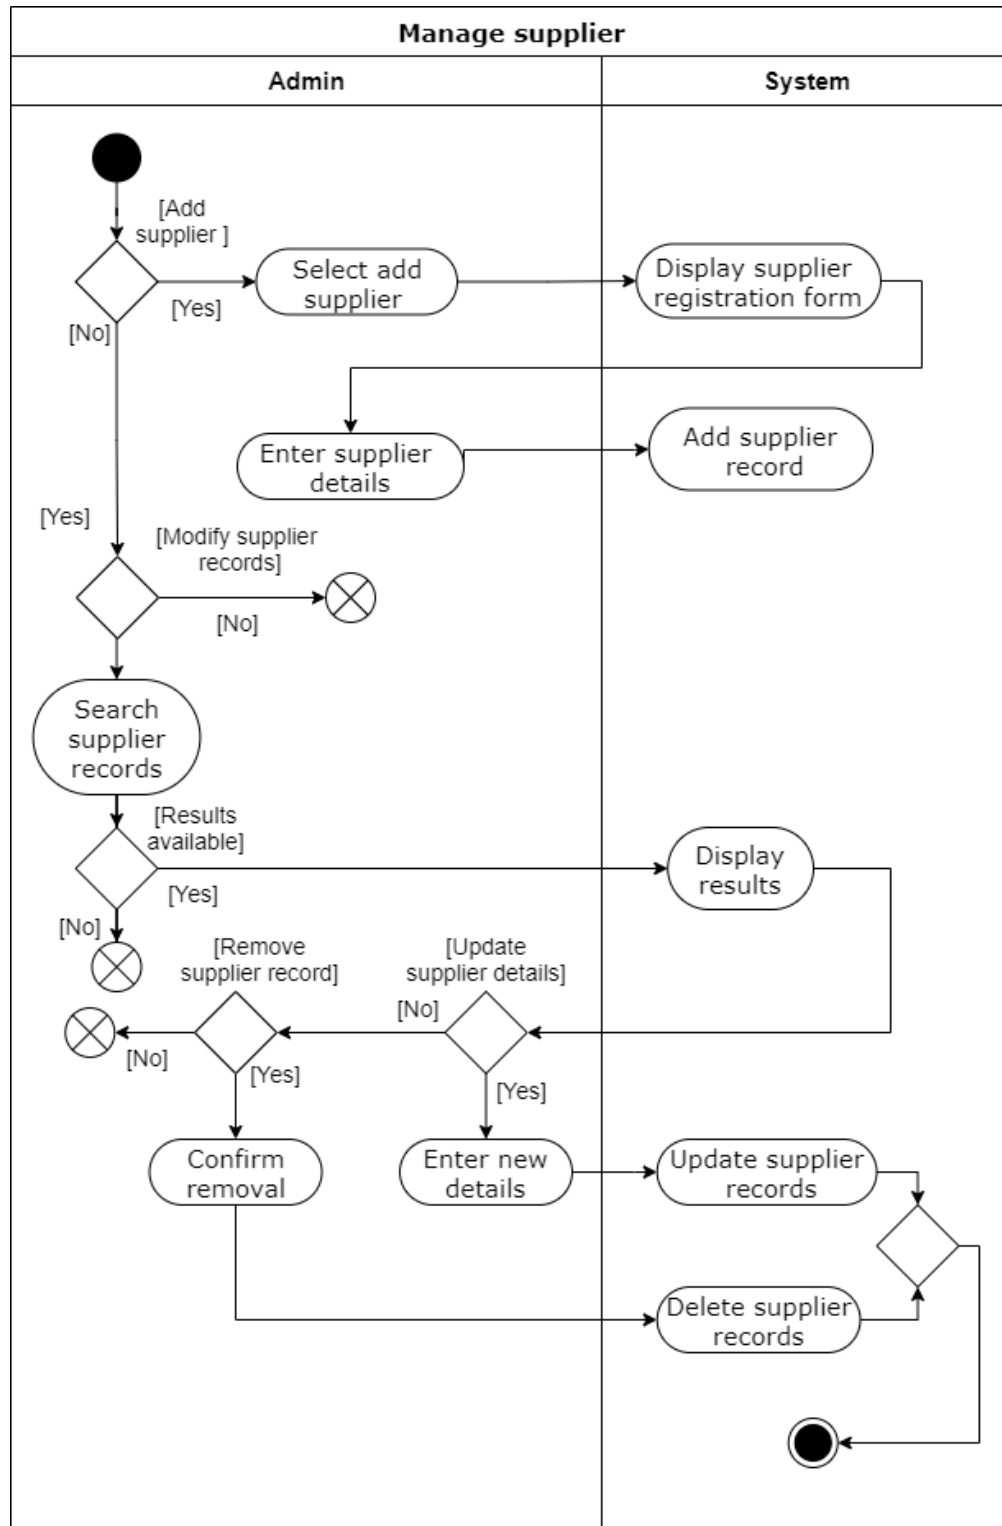 Manage supplier
Admin
System
[Add
supplier ]
Select add
supplier
Display supplier
registration form
[Yes]
[No]
Enter supplier
details
Add supplier
record
[Yes]
[Modify supplier
records]
[No]
Search
supplier
records
[Results
available]
Display
results
[Yes]
[No]
[Remove
supplier record]
[Update
supplier details]
[No]
[No]
[Yes]
[Yes]
Confirm
removal
Enter new
details
Update supplier
records
Delete supplier
records